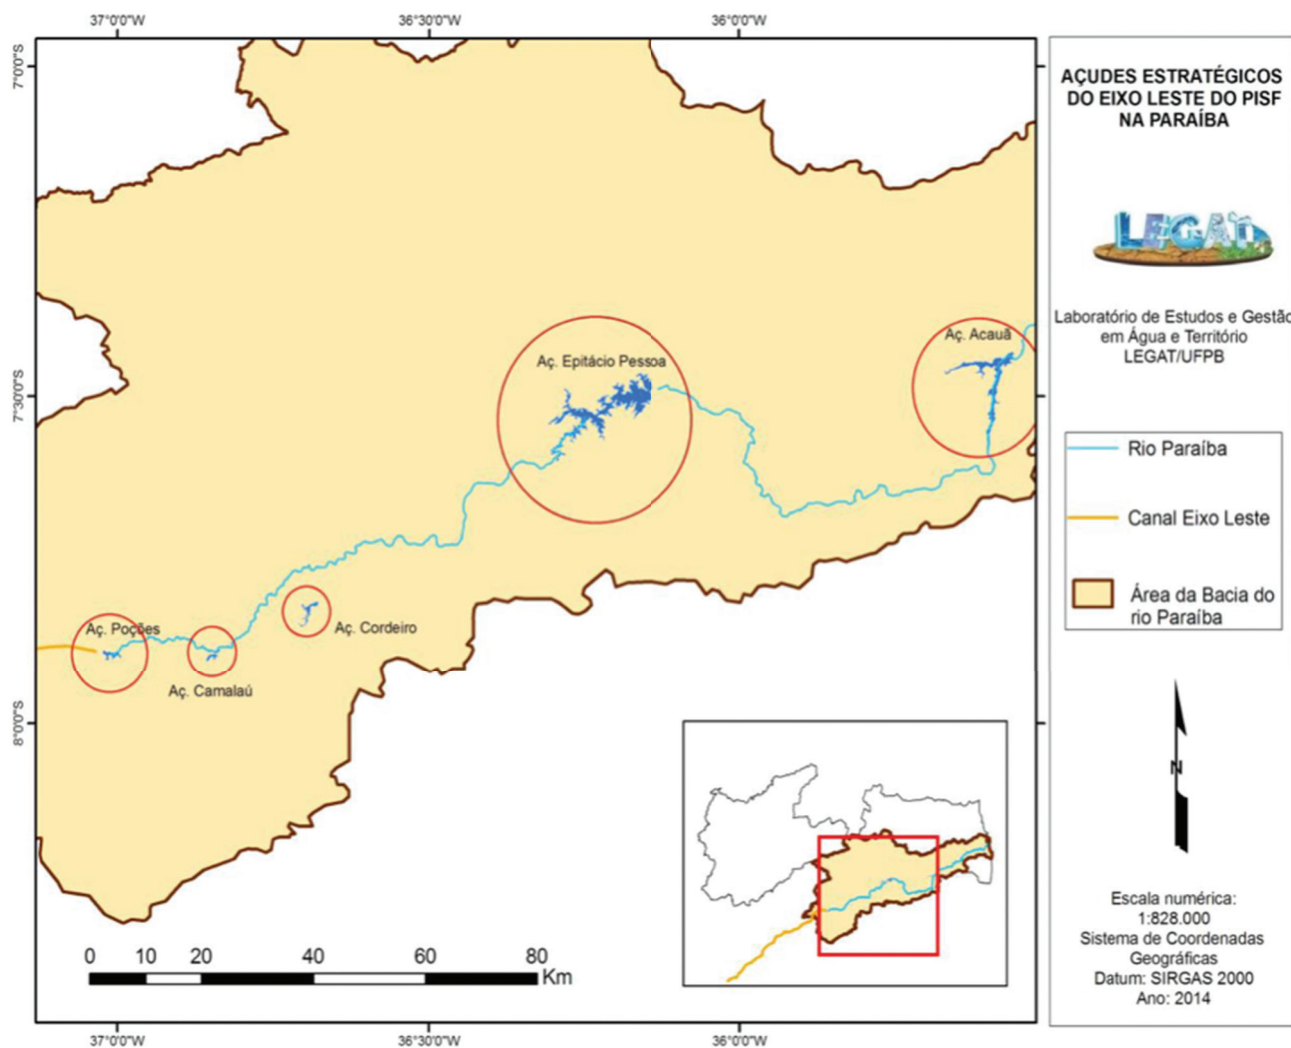 37°0'0"W
36°30'0"W
36°0'0"W
7°0'0"S
7°30'0"S
8°0'0"S
Aç. Acauã
Aç. Epitácio Pessoa
Aç. Poções
Aç. Cordeiro
Aç. Camalaú
0 10 20 40 60 80
Km
37°0'0"W
36°30'0"W
36°0'0"W
AÇUDES ESTRATÉGICOS
DO EIXO LESTE DO PISF
NA PARAÍBA
LEGAT
Laboratório de Estudos e Gestão
em Água e Território
LEGAT/UFPB
Rio Paraíba
Canal Eixo Leste
Área da Bacia do
rio Paraíba
N
Escala numérica:
1:828.000
Sistema de Coordenadas
Geográficas
Datum: SIRGAS 2000
Ano: 2014